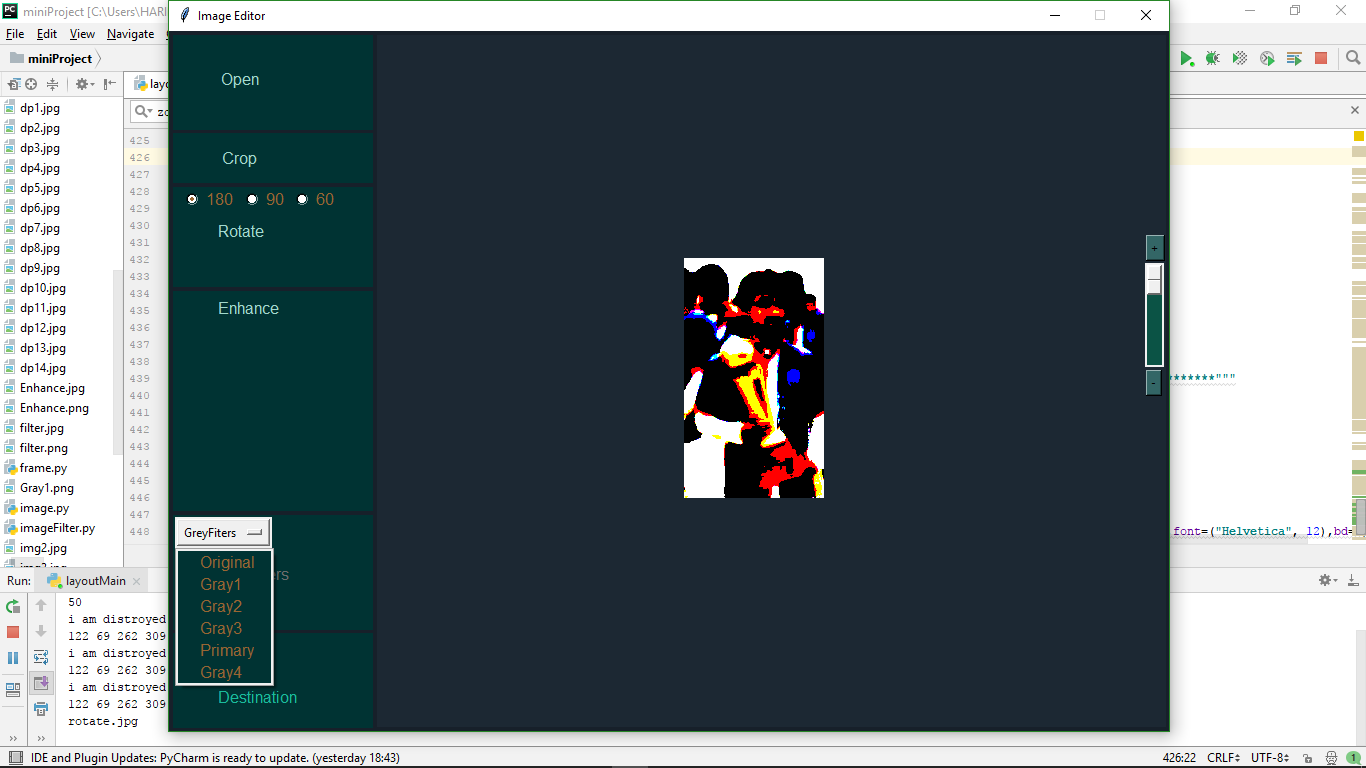 miniProject [C:\Users\HARI
Image Editor
File Edit View Navigate
miniProject
dp1.jpg
dp2.jpg
dp3.jpg
dp4.jpg
dp5.jpg
dp6.jpg
dp7.jpg
dp8.jpg
dp9.jpg
dp10.jpg
dp11.jpg
dp12.jpg
dp13.jpg
dp14.jpg
Enhance.jpg
Enhance.png
filter.jpg
filter.png
frame.py
Gray1.png
image.py
imageFilter.py
img2.jpg
425
426
427
428
429
430
431
432
433
434
435
436
437
438
439
440
441
442
443
444
445
446
447
448
Open
Crop
180 90 60
Rotate
Enhance
GreyFiters
Original
Gray1
Gray2
Gray3
Primary
Gray4
Destination
+
-
*******"""
font=("Helvetica", 12),bd=
Run: layoutMain
50
i am distroyed
122 69 262 309
i am distroyed
122 69 262 309
i am distroyed
122 69 262 309
rotate.jpg
IDE and Plugin Updates: PyCharm is ready to update. (yesterday 18:43)
426:22 CRLF UTF-8 1